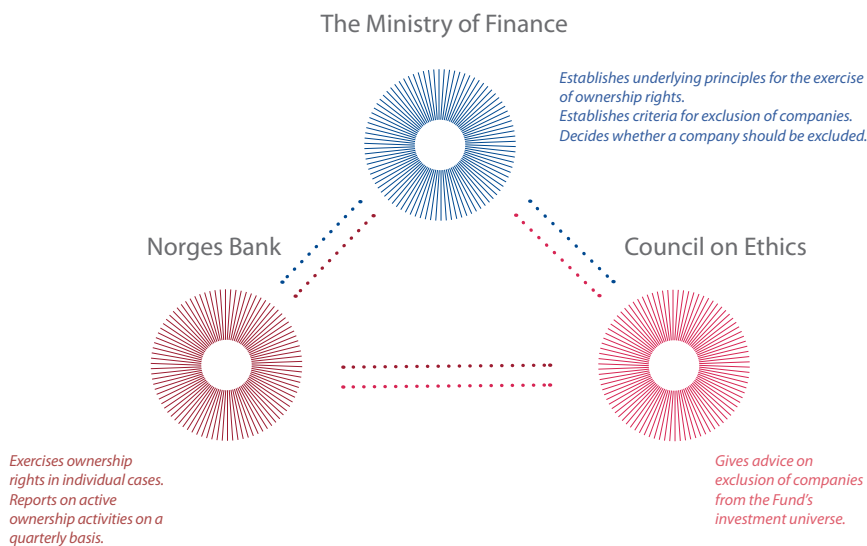 The Ministry of Finance
Establishes underlying principles for the exercise
of ownership rights.
Establishes criteria for exclusion of companies.
Decides whether a company should be excluded.
Norges Bank
Council on Ethics
Exercises ownership
rights in individual cases.
Reports on active
ownership activities on a
quarterly basis.
Gives advice on
exclusion of companies
from the Fund's
investment universe.